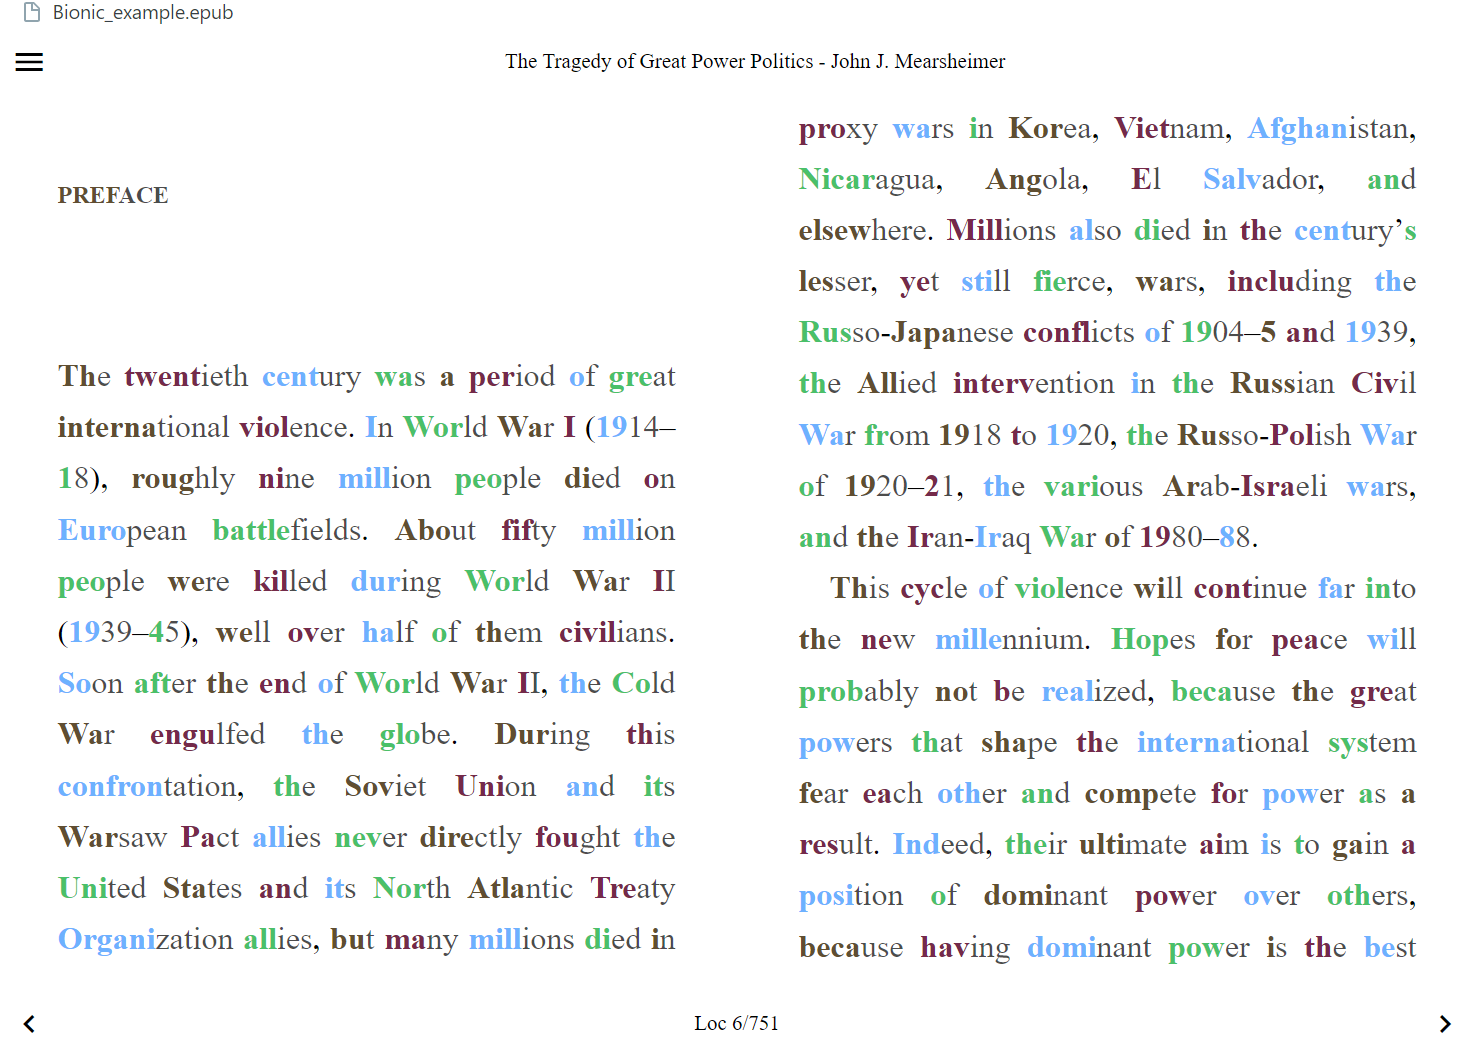 Bionic_example.epub
The Tragedy of Great Power Politics - John J. Mearsheimer
PREFACE
The twentieth century was a period of great
international violence. In World War I (1914–
18), roughly nine million people died on
European battlefields. About fifty million
people were killed during World War II
(1939–45), well over half of them civilians.
Soon after the end of World War II, the Cold
War engulfed the globe. During this
confrontation, the Soviet Union and its
Warsaw Pact allies never directly fought the
United States and its North Atlantic Treaty
Organization allies, but many millions died in
proxy wars in Korea, Vietnam, Afghanistan,
Nicaragua, Angola, El Salvador, and
elsewhere. Millions also died in the century’s
lesser, yet still fierce, wars, including the
Russo-Japanese conflicts of 1904–5 and 1939,
the Allied intervention in the Russian Civil
War from 1918 to 1920, the Russo-Polish War
of 1920–21, the various Arab-Israeli wars,
and the Iran-Iraq War of 1980–88.
This cycle of violence will continue far into
the new millennium. Hopes for peace will
probably not be realized, because the great
powers that shape the international system
fear each other and compete for power as a
result. Indeed, their ultimate aim is to gain a
position of dominant power over others,
because having dominant power is the best
Loc 6/751